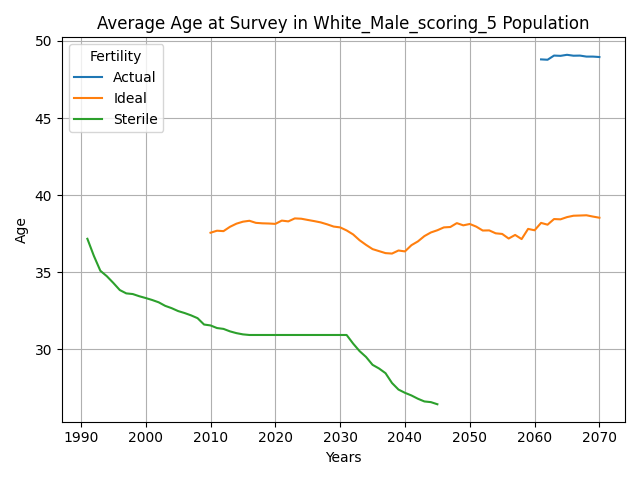 Average Age at Survey in White_Male_scoring_5 Population
Fertility
Actual
Ideal
Sterile
Age
50
45
40
35
30
1990 2000 2010 2020 2030 2040 2050 2060 2070
Years